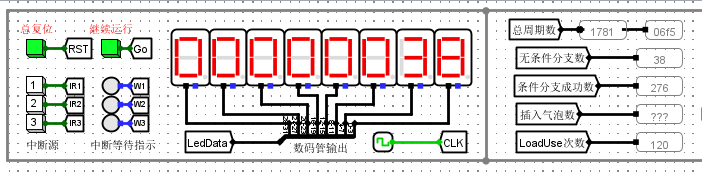 总复位 继续运行
RST Go
00000038
1 IR1 W1
2 IR2 W2
3 IR3 W3
中断源 中断等待指示
LedData 数码管输出 CLK
总周期数 1781 06f5
无条件分支数 38
条件分支成功数 276
插入气泡数 ???
LoadUse次数 120